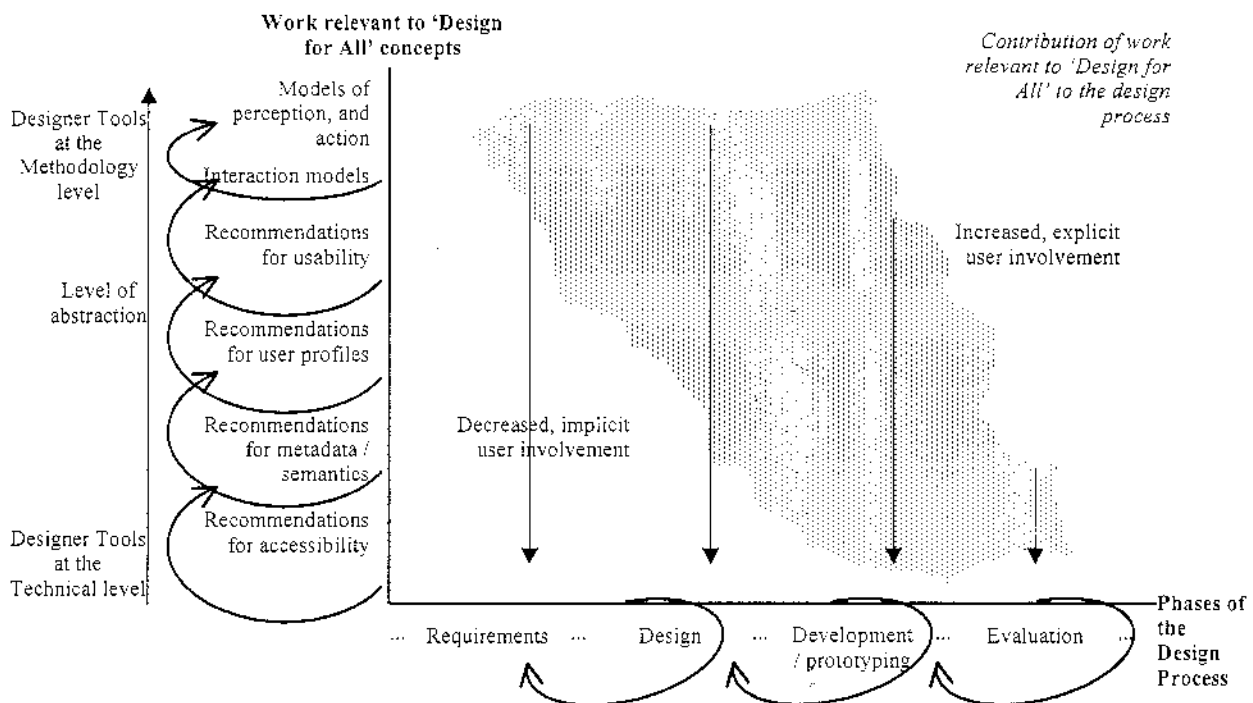 Work relevant to ‘Design
for All’ concepts
Contribution of work
relevant to ‘Design for
All’ to the design
process
Models of
perception, and
action
Designer Tools
at the
Methodology
level
Interaction models
Recommendations
for usability
Increased, explicit
user involvement
Level of
abstraction
Recommendations
for user profiles
Recommendations
for metadata /
semantics
Decreased, implicit
user involvement
Recommendations
for accessibility
Designer Tools
at the
Technical level
... Requirements ... Design ... Development ... Evaluation ...
/ prototyping
Phases of
the
Design
Process